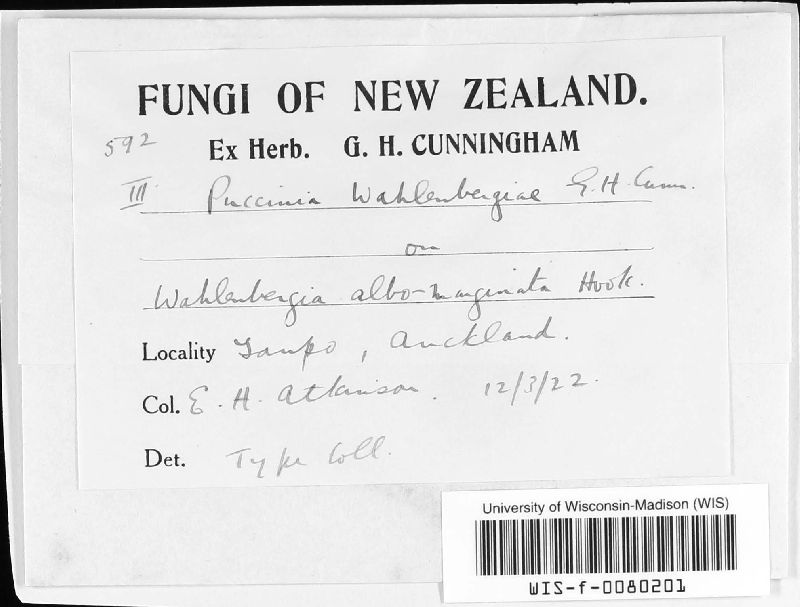 FUNGI OF NEW ZEALAND.
592
Ex Herb. G. H. CUNNINGHAM
III. Puccinia Wahlenbergiae G. H. Cunn.
on
Wahlenbergia albo-marginata Hook.
Locality Taupo, Auckland.
Col. E. H. Atkinson. 12/3/22.
Det. Type Coll.
University of Wisconsin-Madison (WIS)
WIS-f-0080201